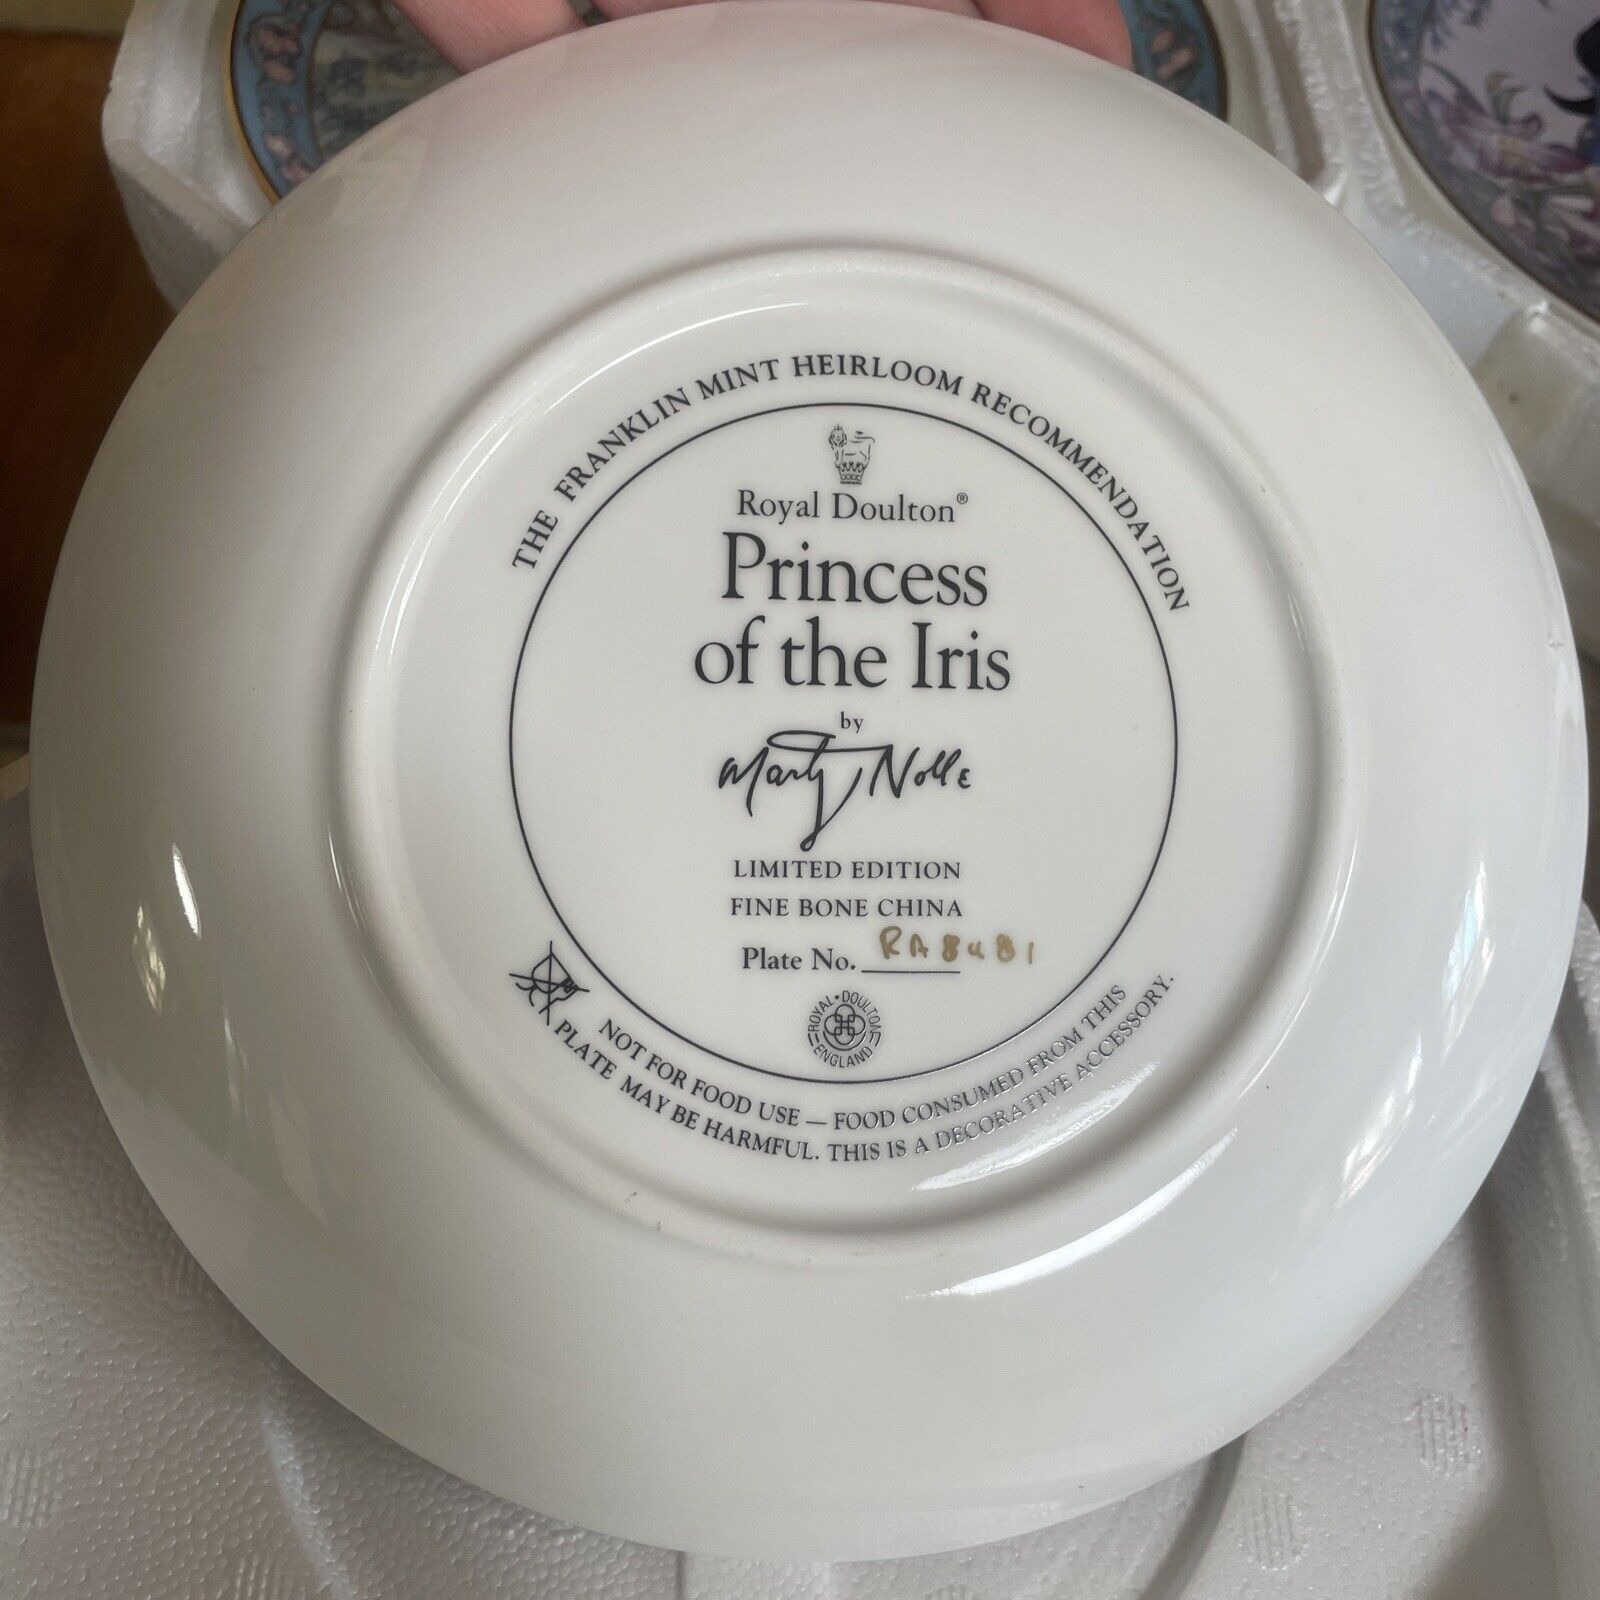 THE FRANKLIN MINT HEIRLOOM RECOMMENDATION
Royal Doulton®
Princess
of the Iris
by
Marty Nolle
LIMITED EDITION
FINE BONE CHINA
Plate No. RA8481
ROYAL • DOULTON
ENGLAND
NOT FOR FOOD USE — FOOD CONSUMED FROM THIS
PLATE MAY BE HARMFUL. THIS IS A DECORATIVE ACCESSORY.